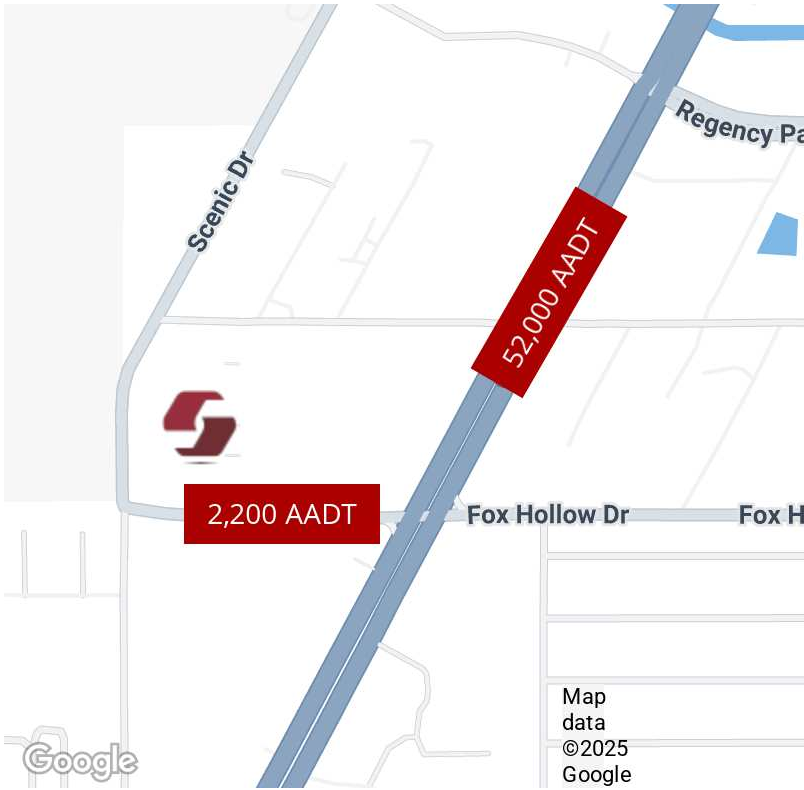 Regency Pa
Scenic Dr
52,000 AADT
2,200 AADT
Fox Hollow Dr
Fox H
Map
data
©2025
Google
Google